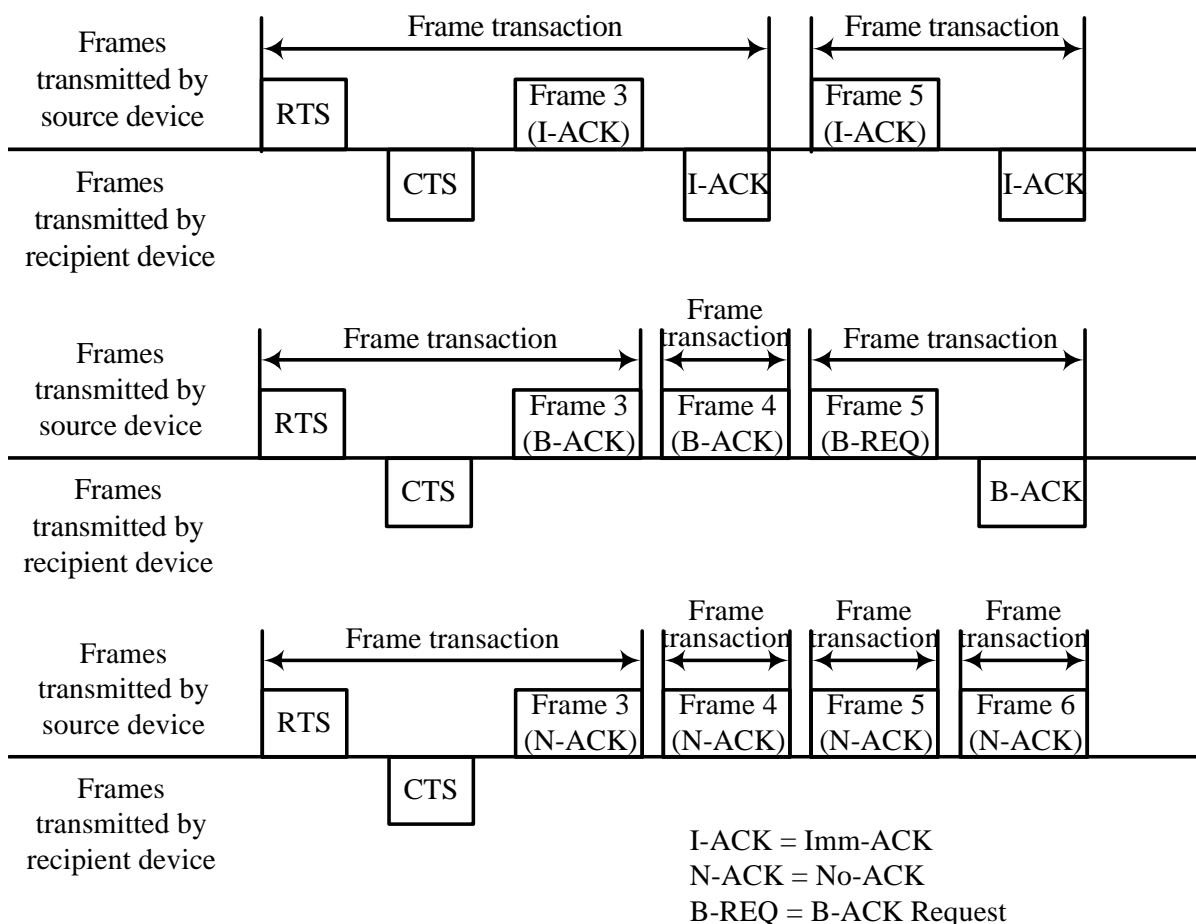 Frame transaction
Frame transaction
Frames
transmitted by
source device
RTS
Frame 3
(I-ACK)
Frame 5
(I-ACK)
Frames
transmitted by
recipient device
CTS
I-ACK
I-ACK
Frame transaction
Frame
transaction
Frame transaction
Frames
transmitted by
source device
RTS
Frame 3
(B-ACK)
Frame 4
(B-ACK)
Frame 5
(B-REQ)
Frames
transmitted by
recipient device
CTS
B-ACK
Frame transaction
Frame
transaction
Frame
transaction
Frame
transaction
Frames
transmitted by
source device
RTS
Frame 3
(N-ACK)
Frame 4
(N-ACK)
Frame 5
(N-ACK)
Frame 6
(N-ACK)
Frames
transmitted by
recipient device
CTS
I-ACK = Imm-ACK
N-ACK = No-ACK
B-REQ = B-ACK Request